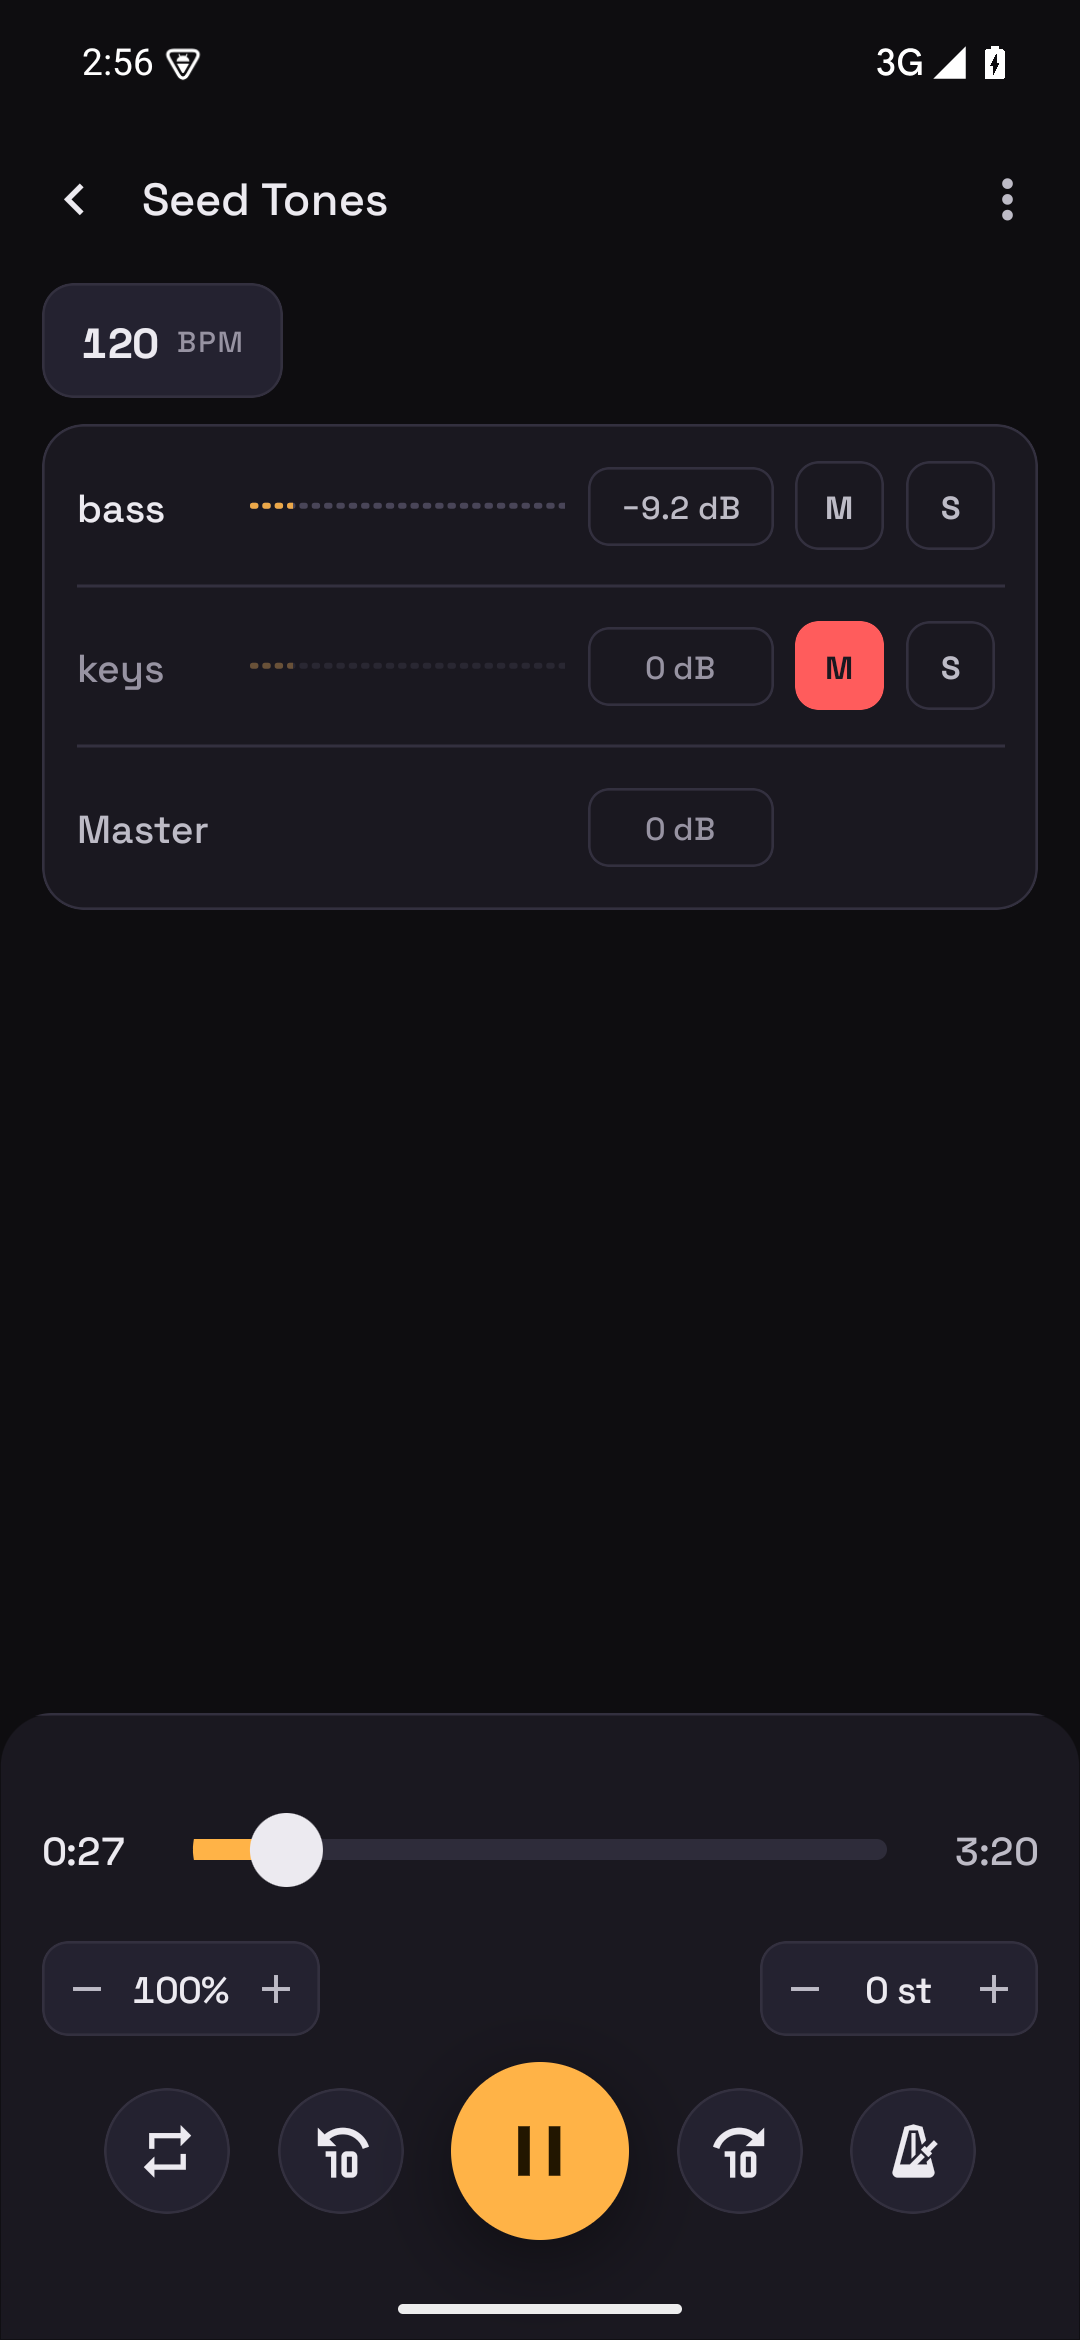 2:56 3G
Seed Tones
120 BPM
bass -9.2 dB M S
keys 0 dB M S
Master 0 dB
0:27 3:20
− 100% + − 0 st +
10 10